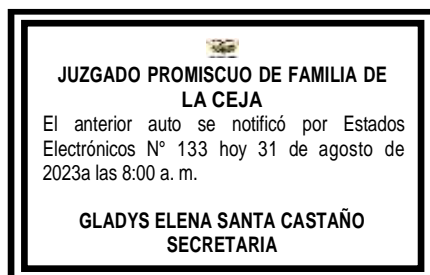 JUZGADO PROMISCUO DE FAMILIA DE
LA CEJA
El anterior auto se notificó por Estados
Electrónicos N° 133 hoy 31 de agosto de
2023a las 8:00 a. m.
GLADYS ELENA SANTA CASTAÑO
SECRETARIA